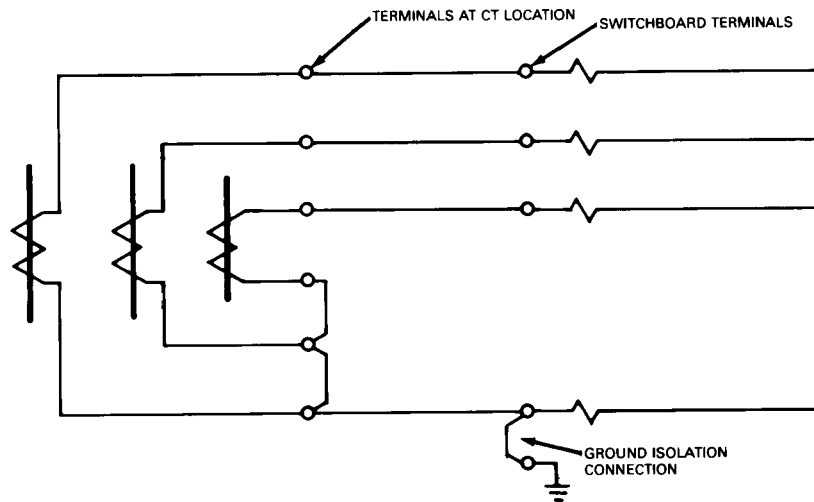 TERMINALS AT CT LOCATION
SWITCHBOARD TERMINALS
GROUND ISOLATION
CONNECTION